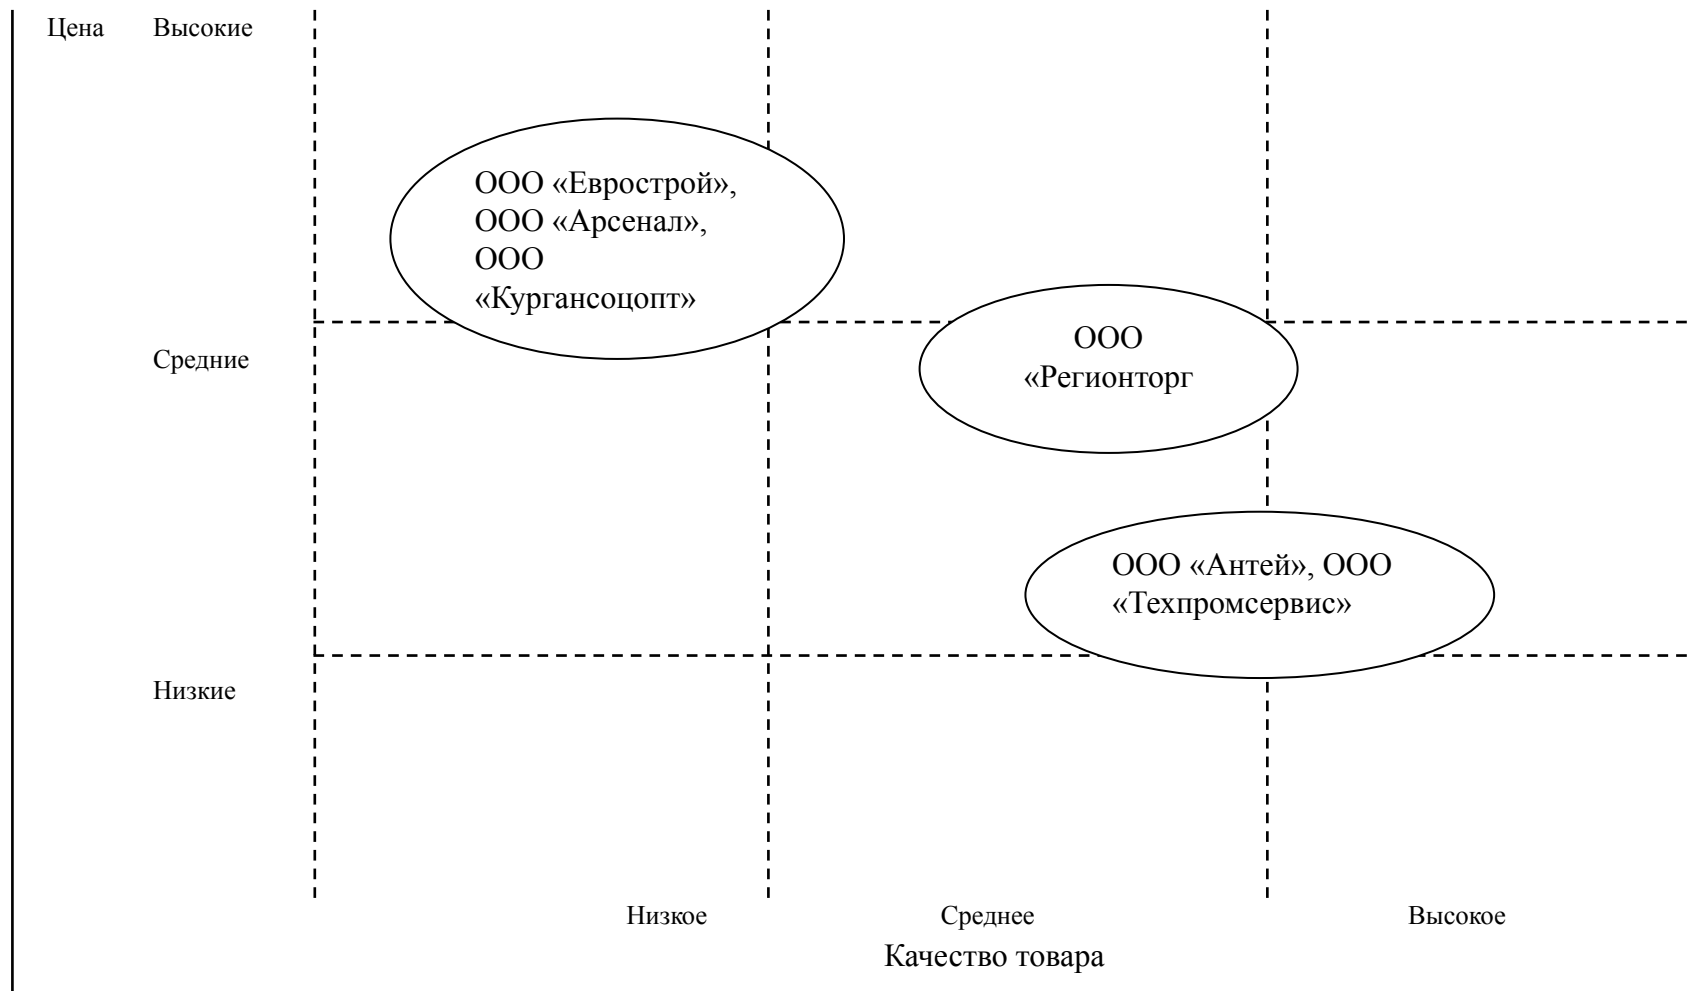 Цена Высокие
ООО «Еврострой»,
ООО «Арсенал»,
ООО
«Кургансоцопт»
ООО
«Регионторг
Средние
ООО «Антей», ООО
«Техпромсервис»
Низкие
Низкое Среднее Высокое
Качество товара